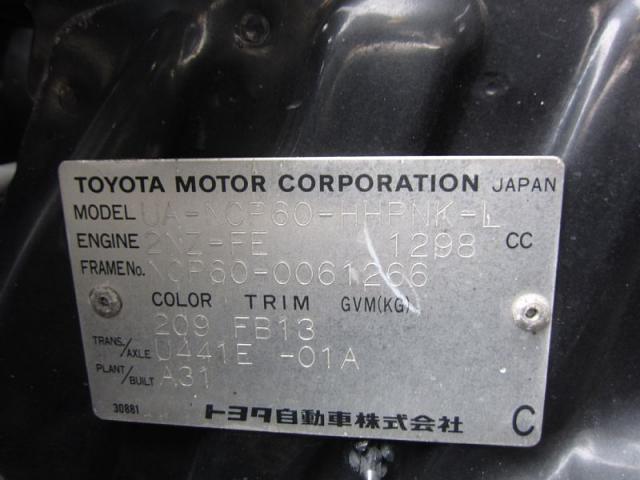 TOYOTA MOTOR CORPORATION JAPAN
MODEL UA-NCP60-HHPNK-L
ENGINE 2NZ-FE 1298 CC
FRAME No. NCP60-0061266
COLOR TRIM GVM(KG)
209 FB13
TRANS./AXLE U441E -01A
PLANT/BUILT A31
30881 トヨタ自動車株式会社 C